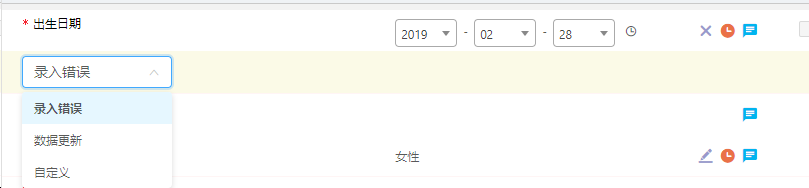 * 出生日期 2019 - 02 - 28
录入错误
录入错误
数据更新
女性
自定义